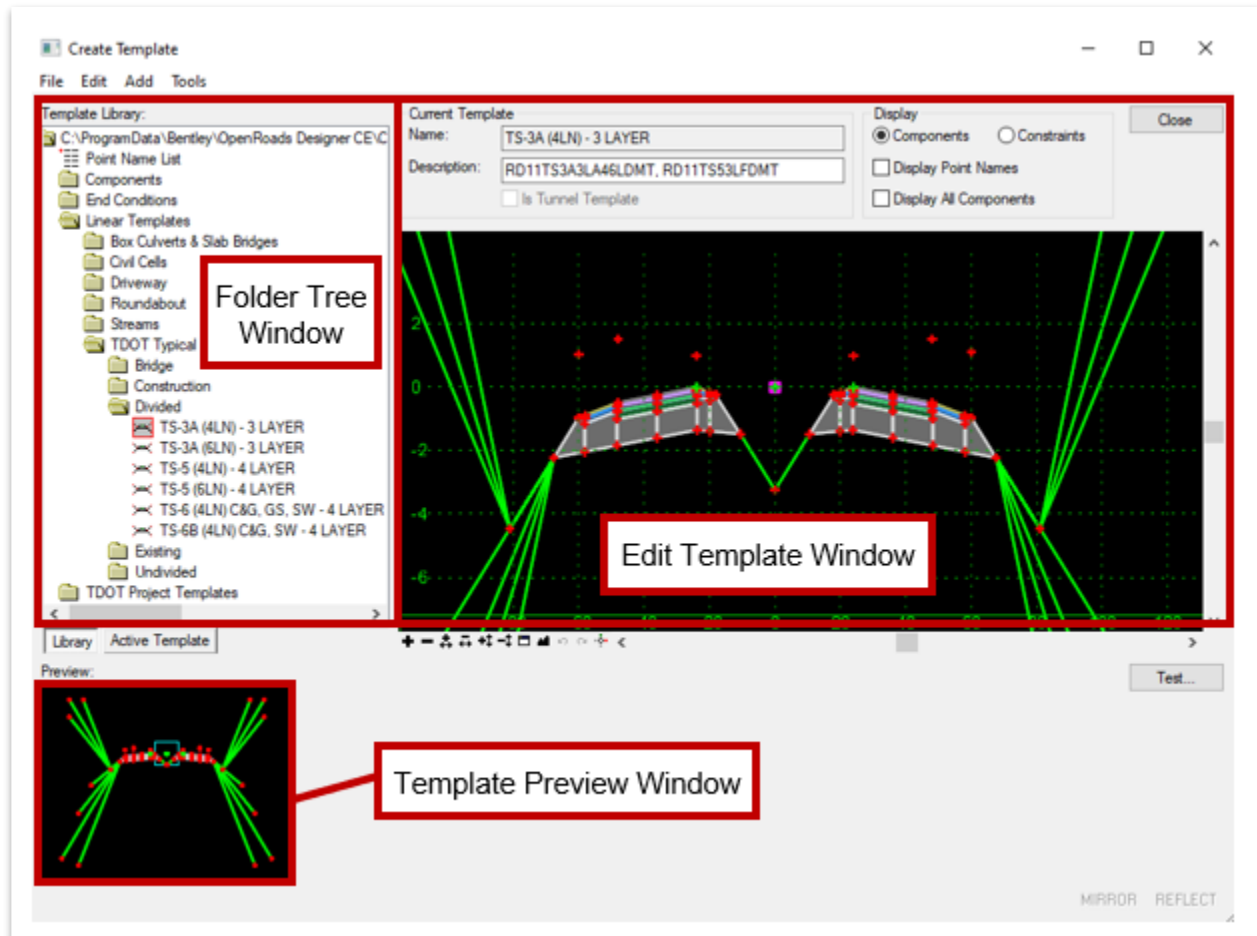 Create Template
File Edit Add Tools
Template Library:
C:\ProgramData\Bentley\OpenRoads Designer CE\C
Point Name List
Components
End Conditions
Linear Templates
Box Culverts & Slab Bridges
Civil Cells
Driveway
Roundabout
Streams
TDOT Typical
Bridge
Construction
Divided
TS-3A (4LN) - 3 LAYER
TS-3A (6LN) - 3 LAYER
TS-5 (4LN) - 4 LAYER
TS-5 (6LN) - 4 LAYER
TS-6 (4LN) C&G, GS, SW - 4 LAYER
TS-6B (4LN) C&G, SW - 4 LAYER
Existing
Undivided
TDOT Project Templates
Folder Tree
Window
Current Template
Name: TS-3A (4LN) - 3 LAYER
Description: RD11TS3A3LA46LDMT, RD11TS53LFDMT
Is Tunnel Template
Display
Components Constraints
Display Point Names
Display All Components
Close
2
0
-2
-4
-6
Edit Template Window
Library Active Template
Preview:
Test...
Template Preview Window
MIRROR REFLECT